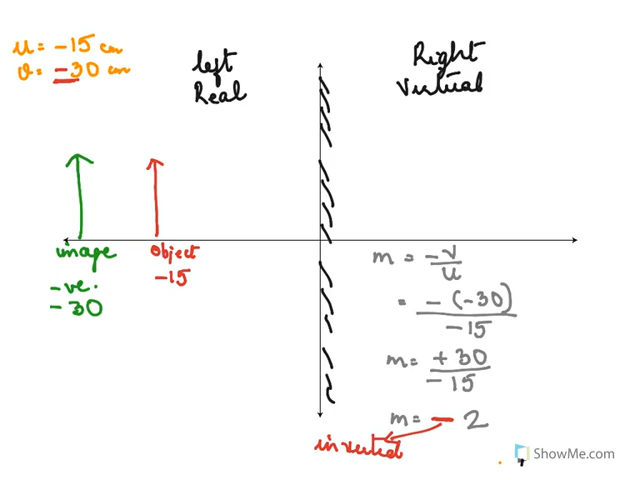 u = -15 cm
v = -30 cm
left
Real
Right
Virtual
image
-ve.
-30
object
-15
m = -v/u
= -(-30)/-15
m = +30/-15
m = - 2
inverted
ShowMe.com